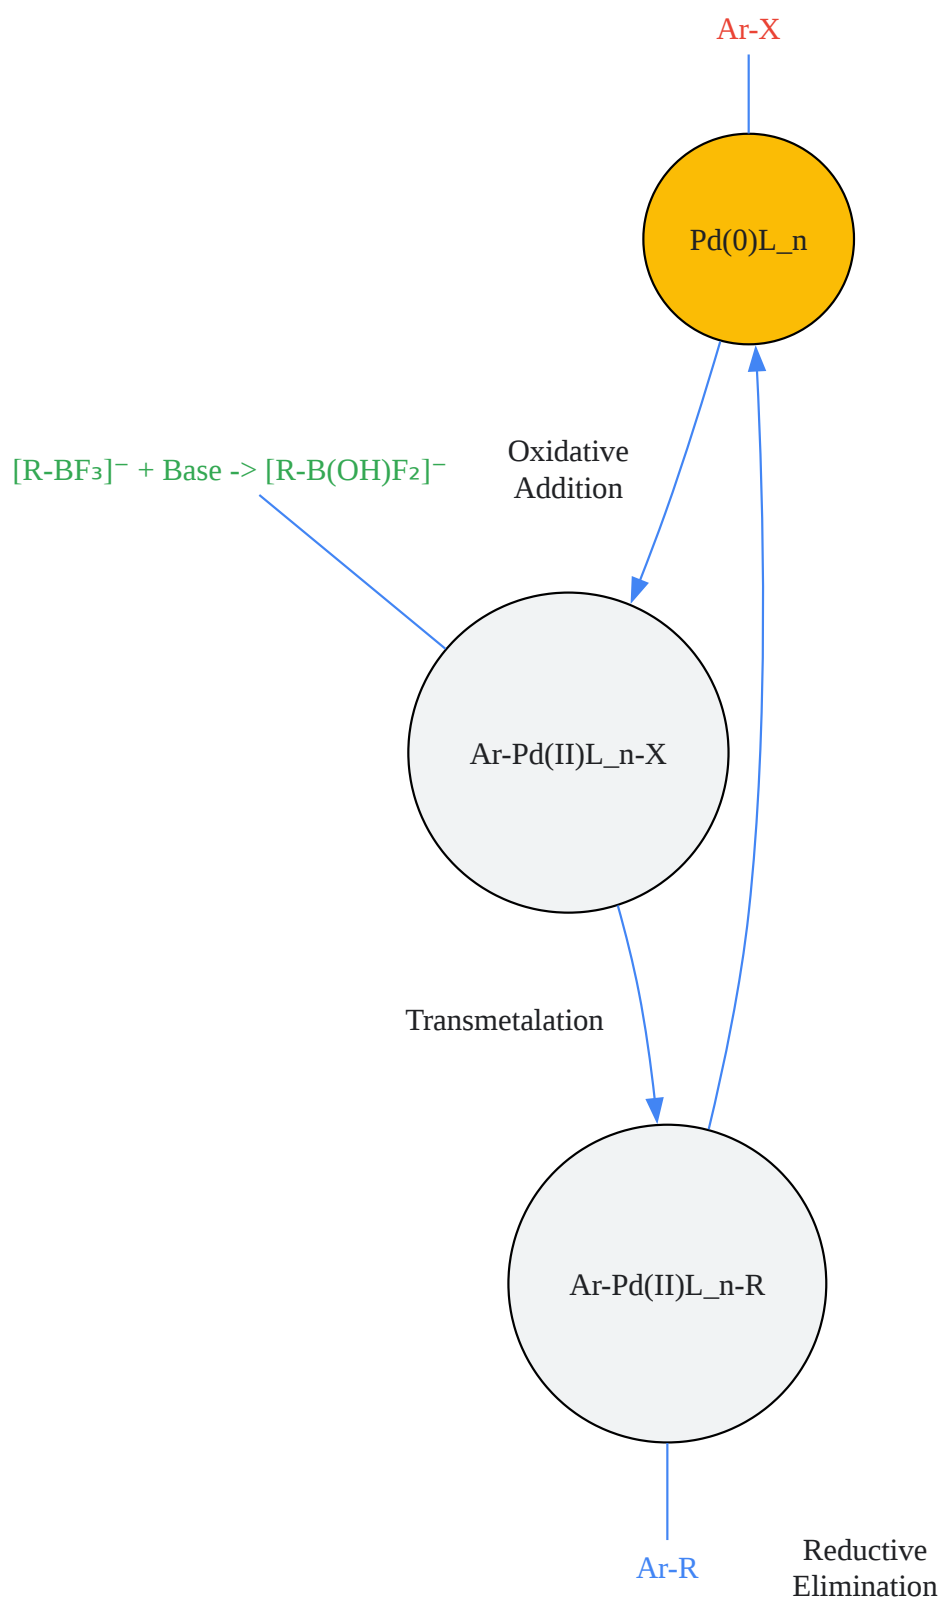 Ar-X
Pd(0)L_n
Oxidative
Addition
[R-BF₃]⁻ + Base -> [R-B(OH)F₂]⁻
Ar-Pd(II)L_n-X
Transmetalation
Ar-Pd(II)L_n-R
Ar-R
Reductive
Elimination